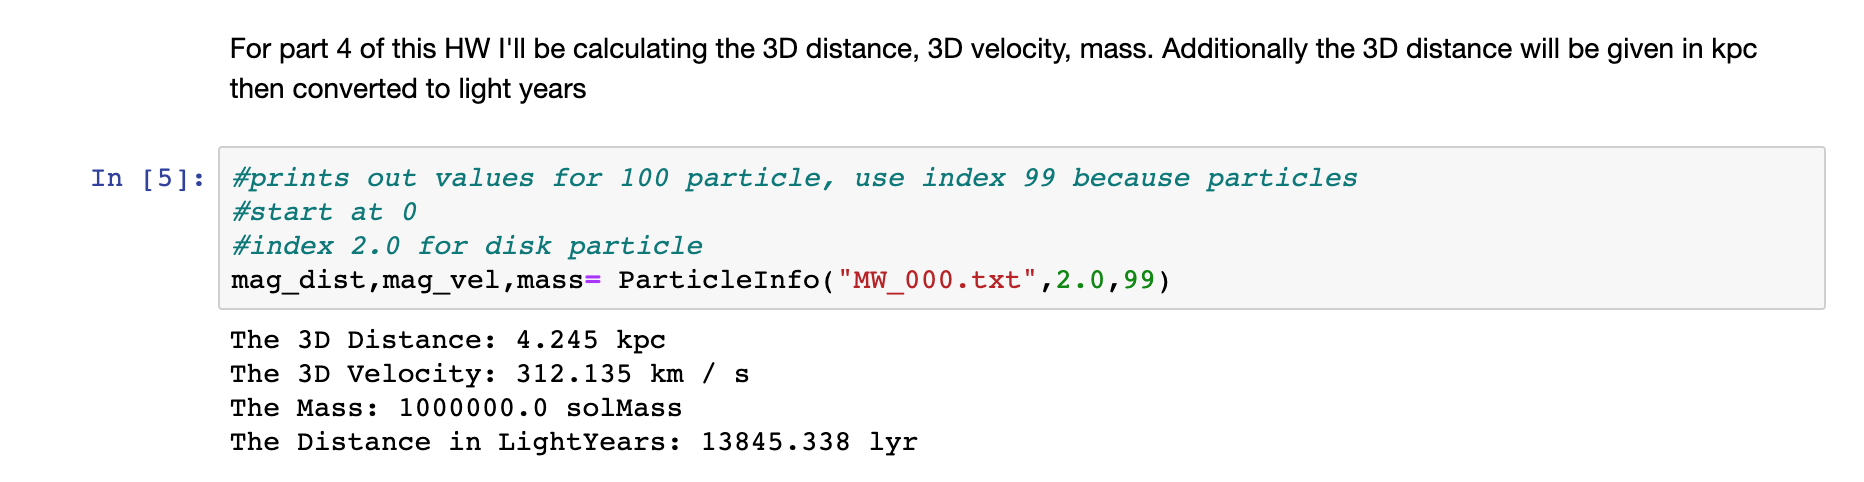 For part 4 of this HW I'll be calculating the 3D distance, 3D velocity, mass. Additionally the 3D distance will be given in kpc
then converted to light years
In [5]:
#prints out values for 100 particle, use index 99 because particles
#start at 0
#index 2.0 for disk particle
mag_dist,mag_vel,mass= ParticleInfo("MW_000.txt",2.0,99)
The 3D Distance: 4.245 kpc
The 3D Velocity: 312.135 km / s
The Mass: 1000000.0 solMass
The Distance in LightYears: 13845.338 lyr